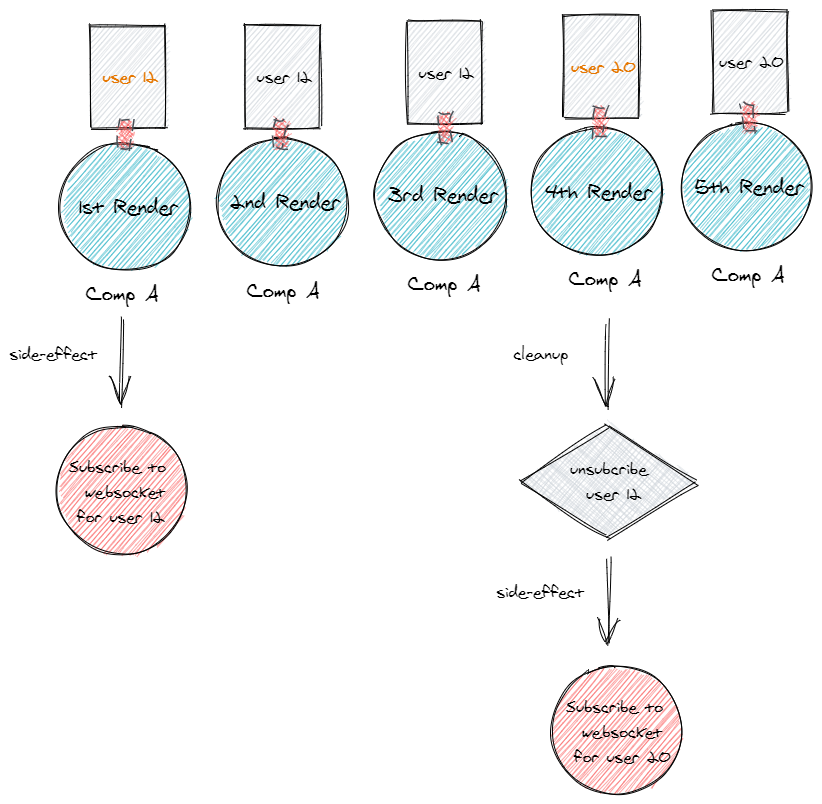 user 12
user 12
user 12
user 20
user 20
1st Render
2nd Render
3rd Render
4th Render
5th Render
Comp A
Comp A
Comp A
Comp A
Comp A
side-effect
cleanup
Subscribe to
websocket
for user 12
unsubcribe
user 12
side-effect
Subscribe to
websocket
for user 20